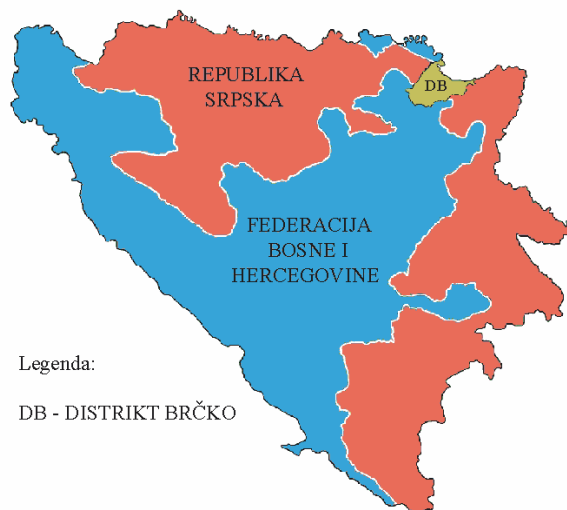 REPUBLIKA
SRPSKA
DB
FEDERACIJA
BOSNE I
HERCEGOVINE
Legenda:
DB - DISTRIKT BRČKO